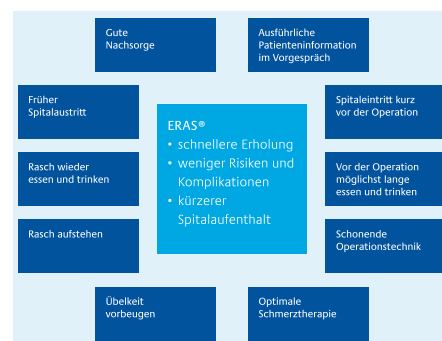 Gute
Nachsorge
Ausführliche
Patienteninformation
im Vorgespräch
Früher
Spitalaustritt
Spitaleintritt kurz
vor der Operation
ERAS®
• schnellere Erholung
• weniger Risiken und
Komplikationen
• kürzerer
Spitalaufenthalt
Rasch wieder
essen und trinken
Vor der Operation
möglichst lange
essen und trinken
Rasch aufstehen
Schonende
Operationstechnik
Übelkeit
vorbeugen
Optimale
Schmerztherapie